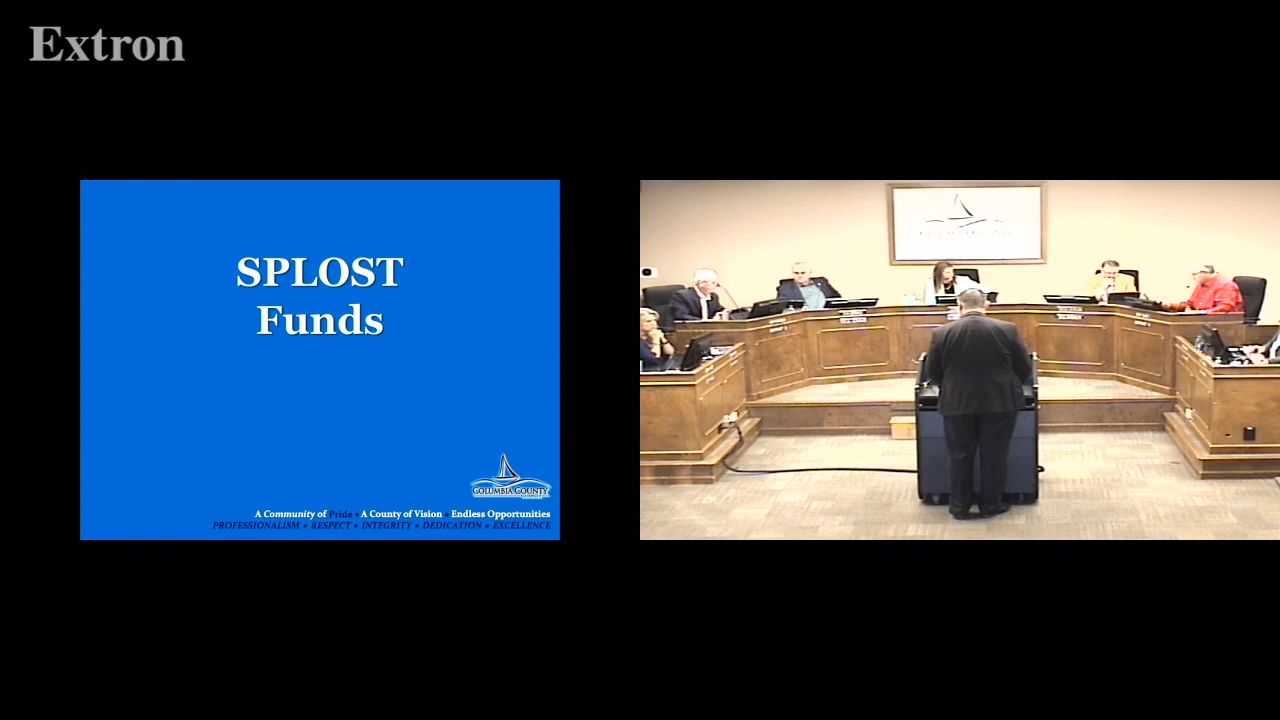 Extron
SPLOST
Funds
COLUMBIA COUNTY
A Community of Pride • A County of Vision • Endless Opportunities
PROFESSIONALISM • RESPECT • INTEGRITY • DEDICATION • EXCELLENCE